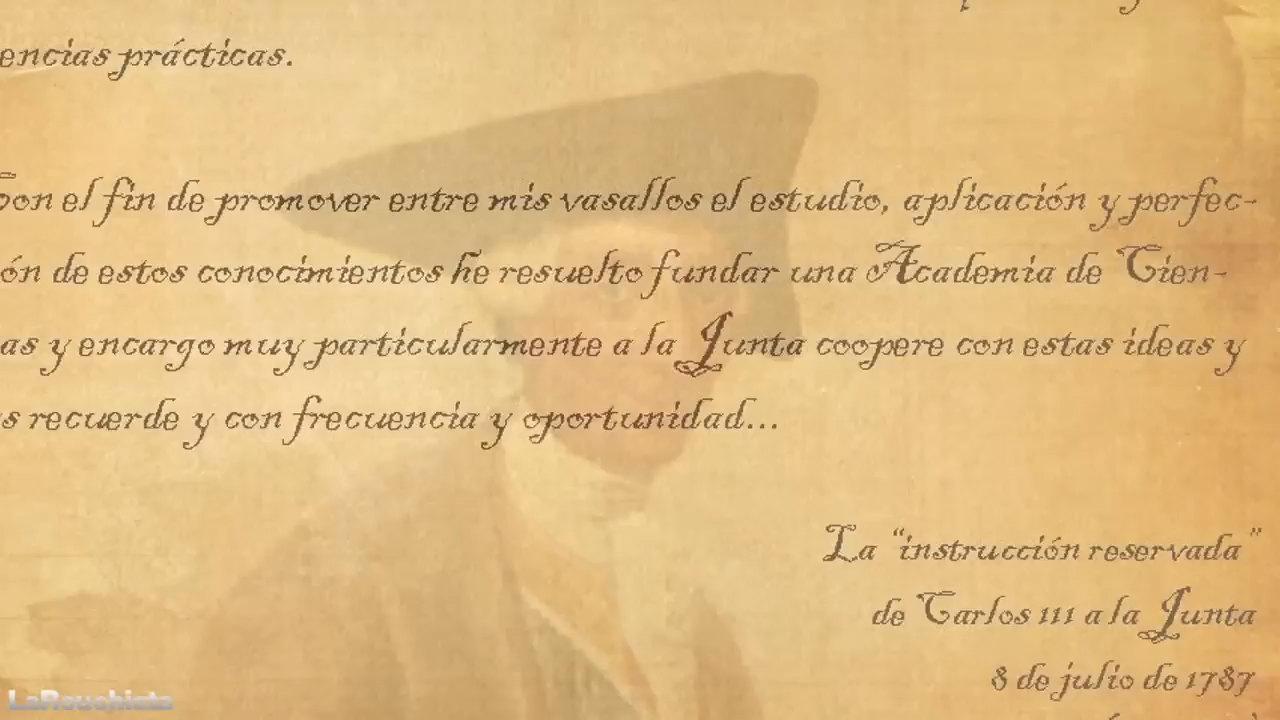 encias prácticas.
Con el fin de promover entre mis vasallos el estudio, aplicación y perfec-
ón de estos conocimientos he resuelto fundar una Academia de Cien-
as y encargo muy particularmente a la Junta coopere con estas ideas y
s recuerde y con frecuencia y oportunidad...
La “instrucción reservada”
de Carlos III a la Junta
8 de julio de 1787
LaRouchista